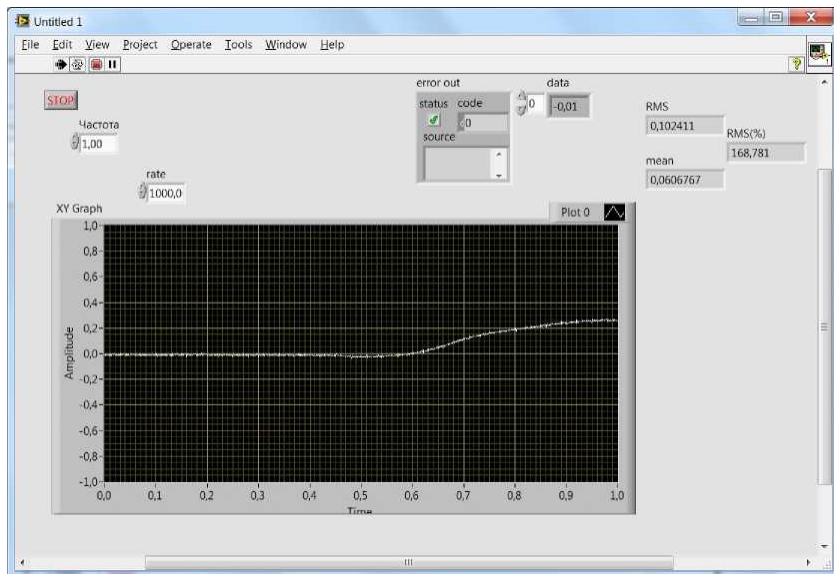 Untitled 1
File Edit View Project Operate Tools Window Help
STOP
Частота
1,00
rate
1000,0
error out
status code
0
source
data
0
-0,01
RMS
0,102411
RMS(%)
168,781
mean
0,0606767
XY Graph
Plot 0
1,0
0,8
0,6
0,4
0,2
0,0
-0,2
-0,4
-0,6
-0,8
-1,0
Amplitude
0,0 0,1 0,2 0,3 0,4 0,5 0,6 0,7 0,8 0,9 1,0
Time